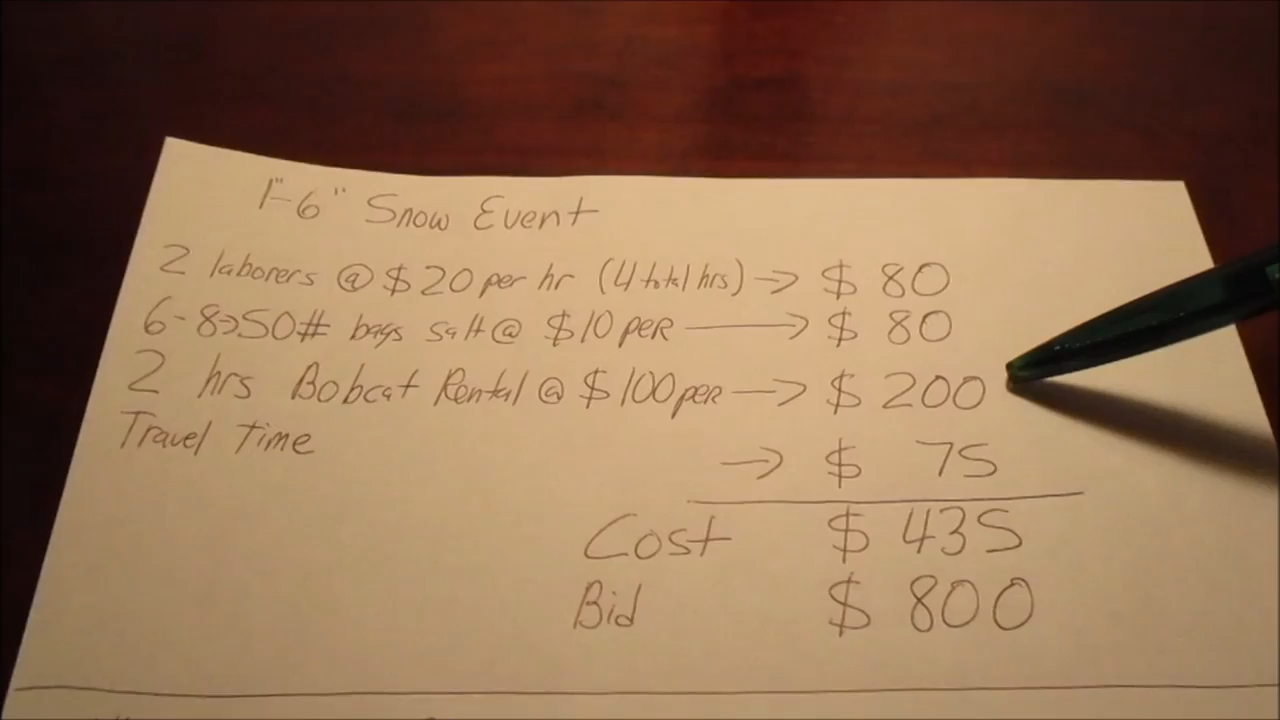 1"-6" Snow Event
2 laborers @ $20 per hr (4 total hrs) → $ 80
6-8→50# bags salt @ $10 per → $ 80
2 hrs Bobcat Rental @ $100 per → $ 200
Travel Time
→ $ 75
Cost $ 435
Bid $ 800